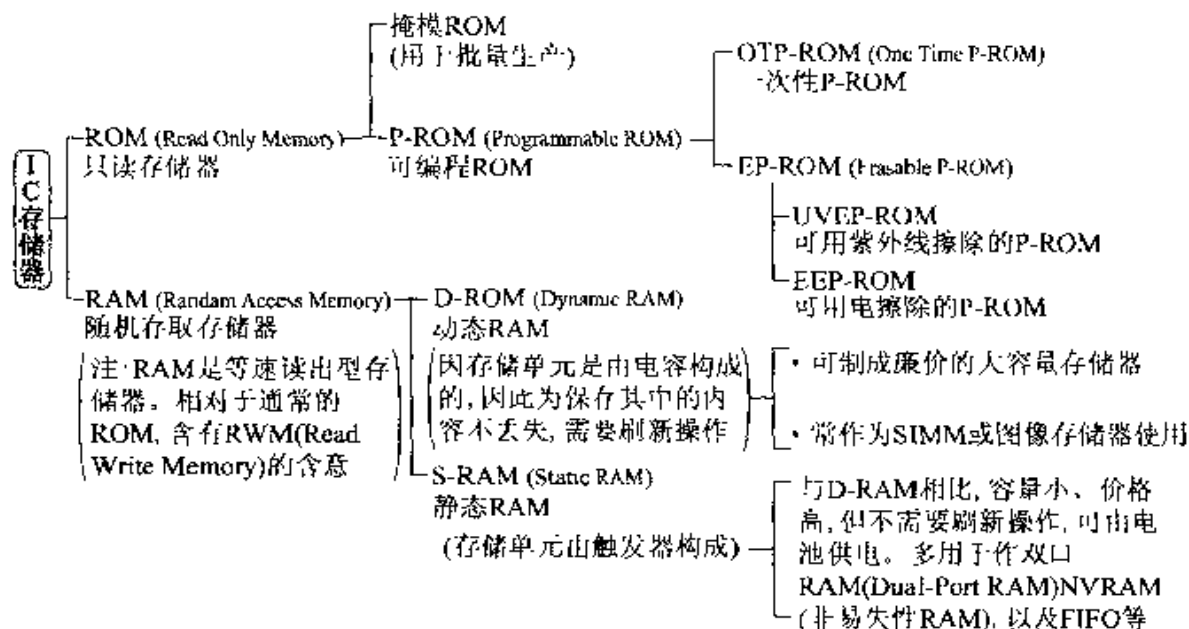 IC存储器
ROM (Read Only Memory)
只读存储器
掩模ROM
(用于批量生产)
P-ROM (Programmable ROM)
可编程ROM
OTP-ROM (One Time P-ROM)
一次性P-ROM
EP-ROM (Erasable P-ROM)
UVEP-ROM
可用紫外线擦除的P-ROM
EEP-ROM
可用电擦除的P-ROM
RAM (Randam Access Memory)
随机存取存储器
注·RAM是等速读出型存
储器。相对于通常的
ROM, 含有RWM(Read
Write Memory)的含意
D-ROM (Dynamic RAM)
动态RAM
因存储单元是由电容构成
的,因此为保存其中的内
容不丢失,需要刷新操作
·可制成廉价的大容量存储器
·常作为SIMM或图像存储器使用
S-RAM (Static RAM)
静态RAM
(存储单元由触发器构成)
与D-RAM相比, 容量小、价格
高,但不需要刷新操作,可由电
池供电。多用于作双口
RAM(Dual-Port RAM)NVRAM
(非易失性RAM), 以及FIFO等